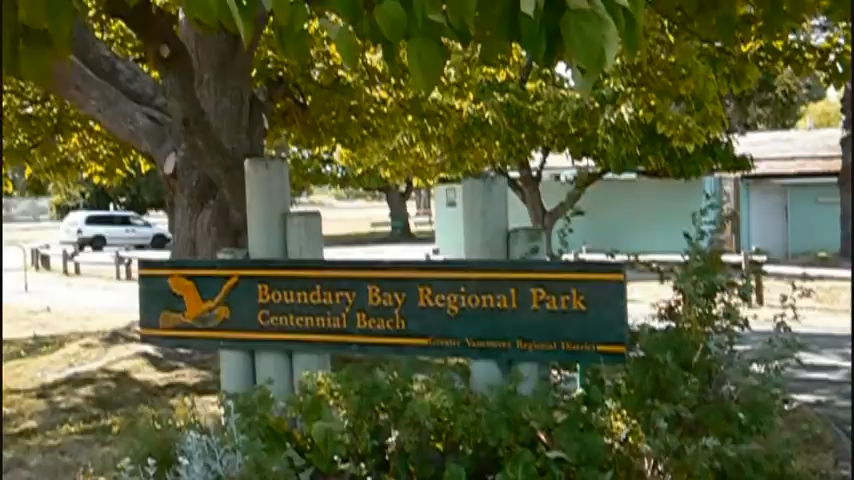 Boundary Bay Regional Park
Centennial Beach
Greater Vancouver Regional District